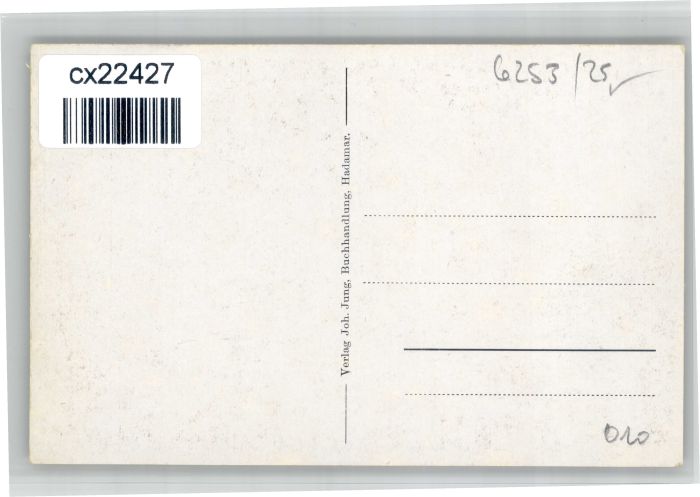 cx22427
6253/25
Verlag Joh. Jung, Buchhandlung, Hadamar.
010